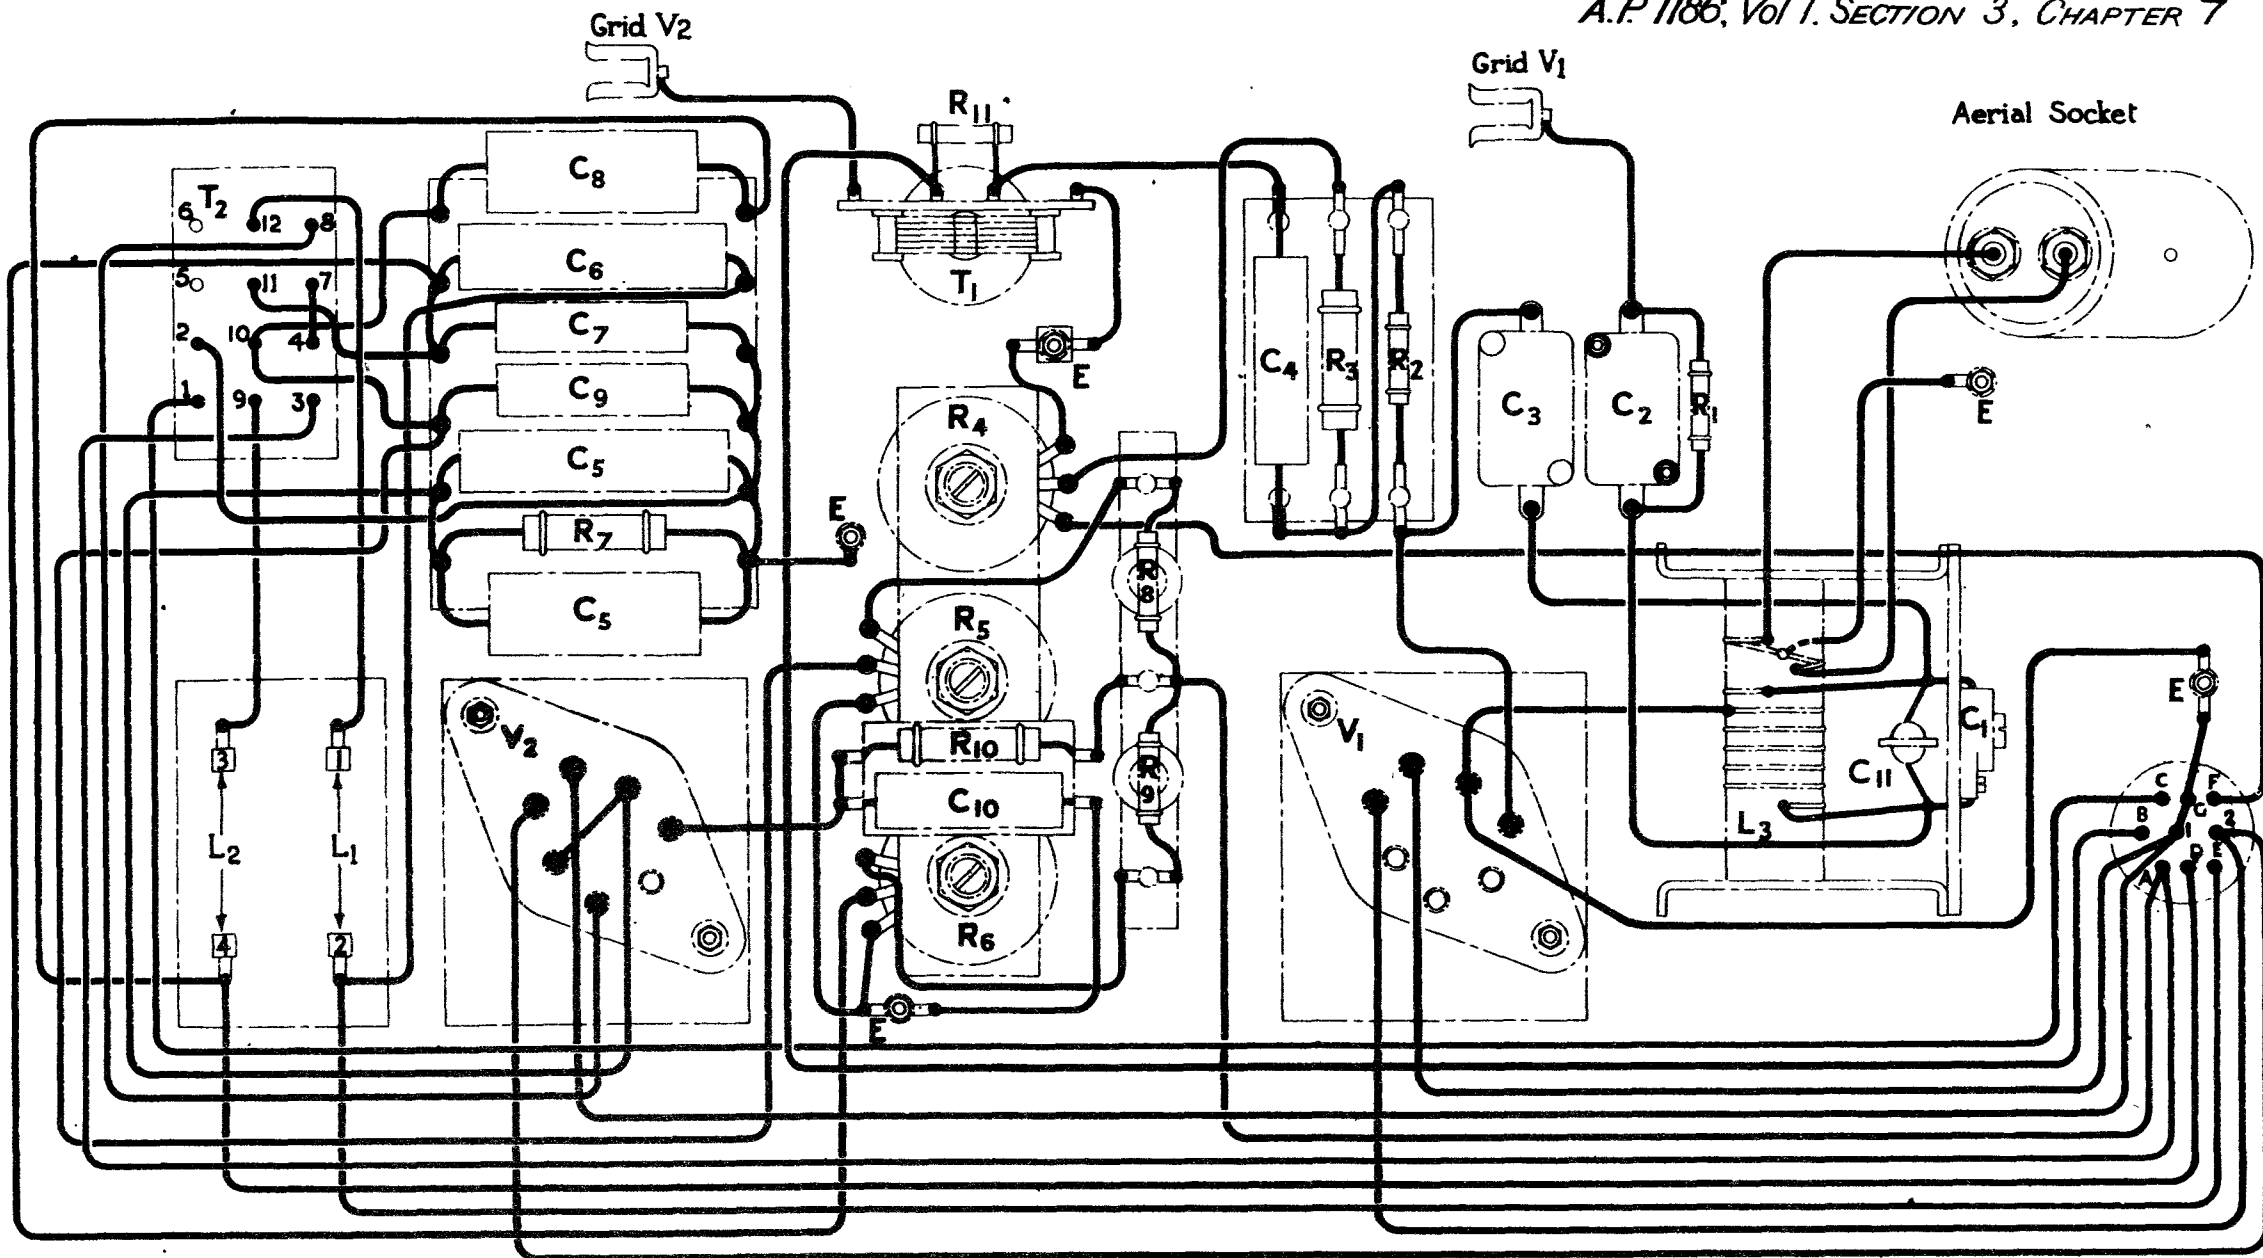 A.P. 1186, Vol 1. SECTION 3, CHAPTER 7
Grid V2
Grid V1
R11
Aerial Socket
C8
T2
6
12
8
C6
T1
5
11
7
C7
2
10
4
E
C4
R3
R2
C3
C2
R1
E
C9
1
9
3
R4
C5
E
R7
R8
C5
R5
E
V2
V1
C1
R10
R9
3
1
C11
C10
L3
L2
L1
C
F
G
B
1
2
A
D
E
4
2
R6
E